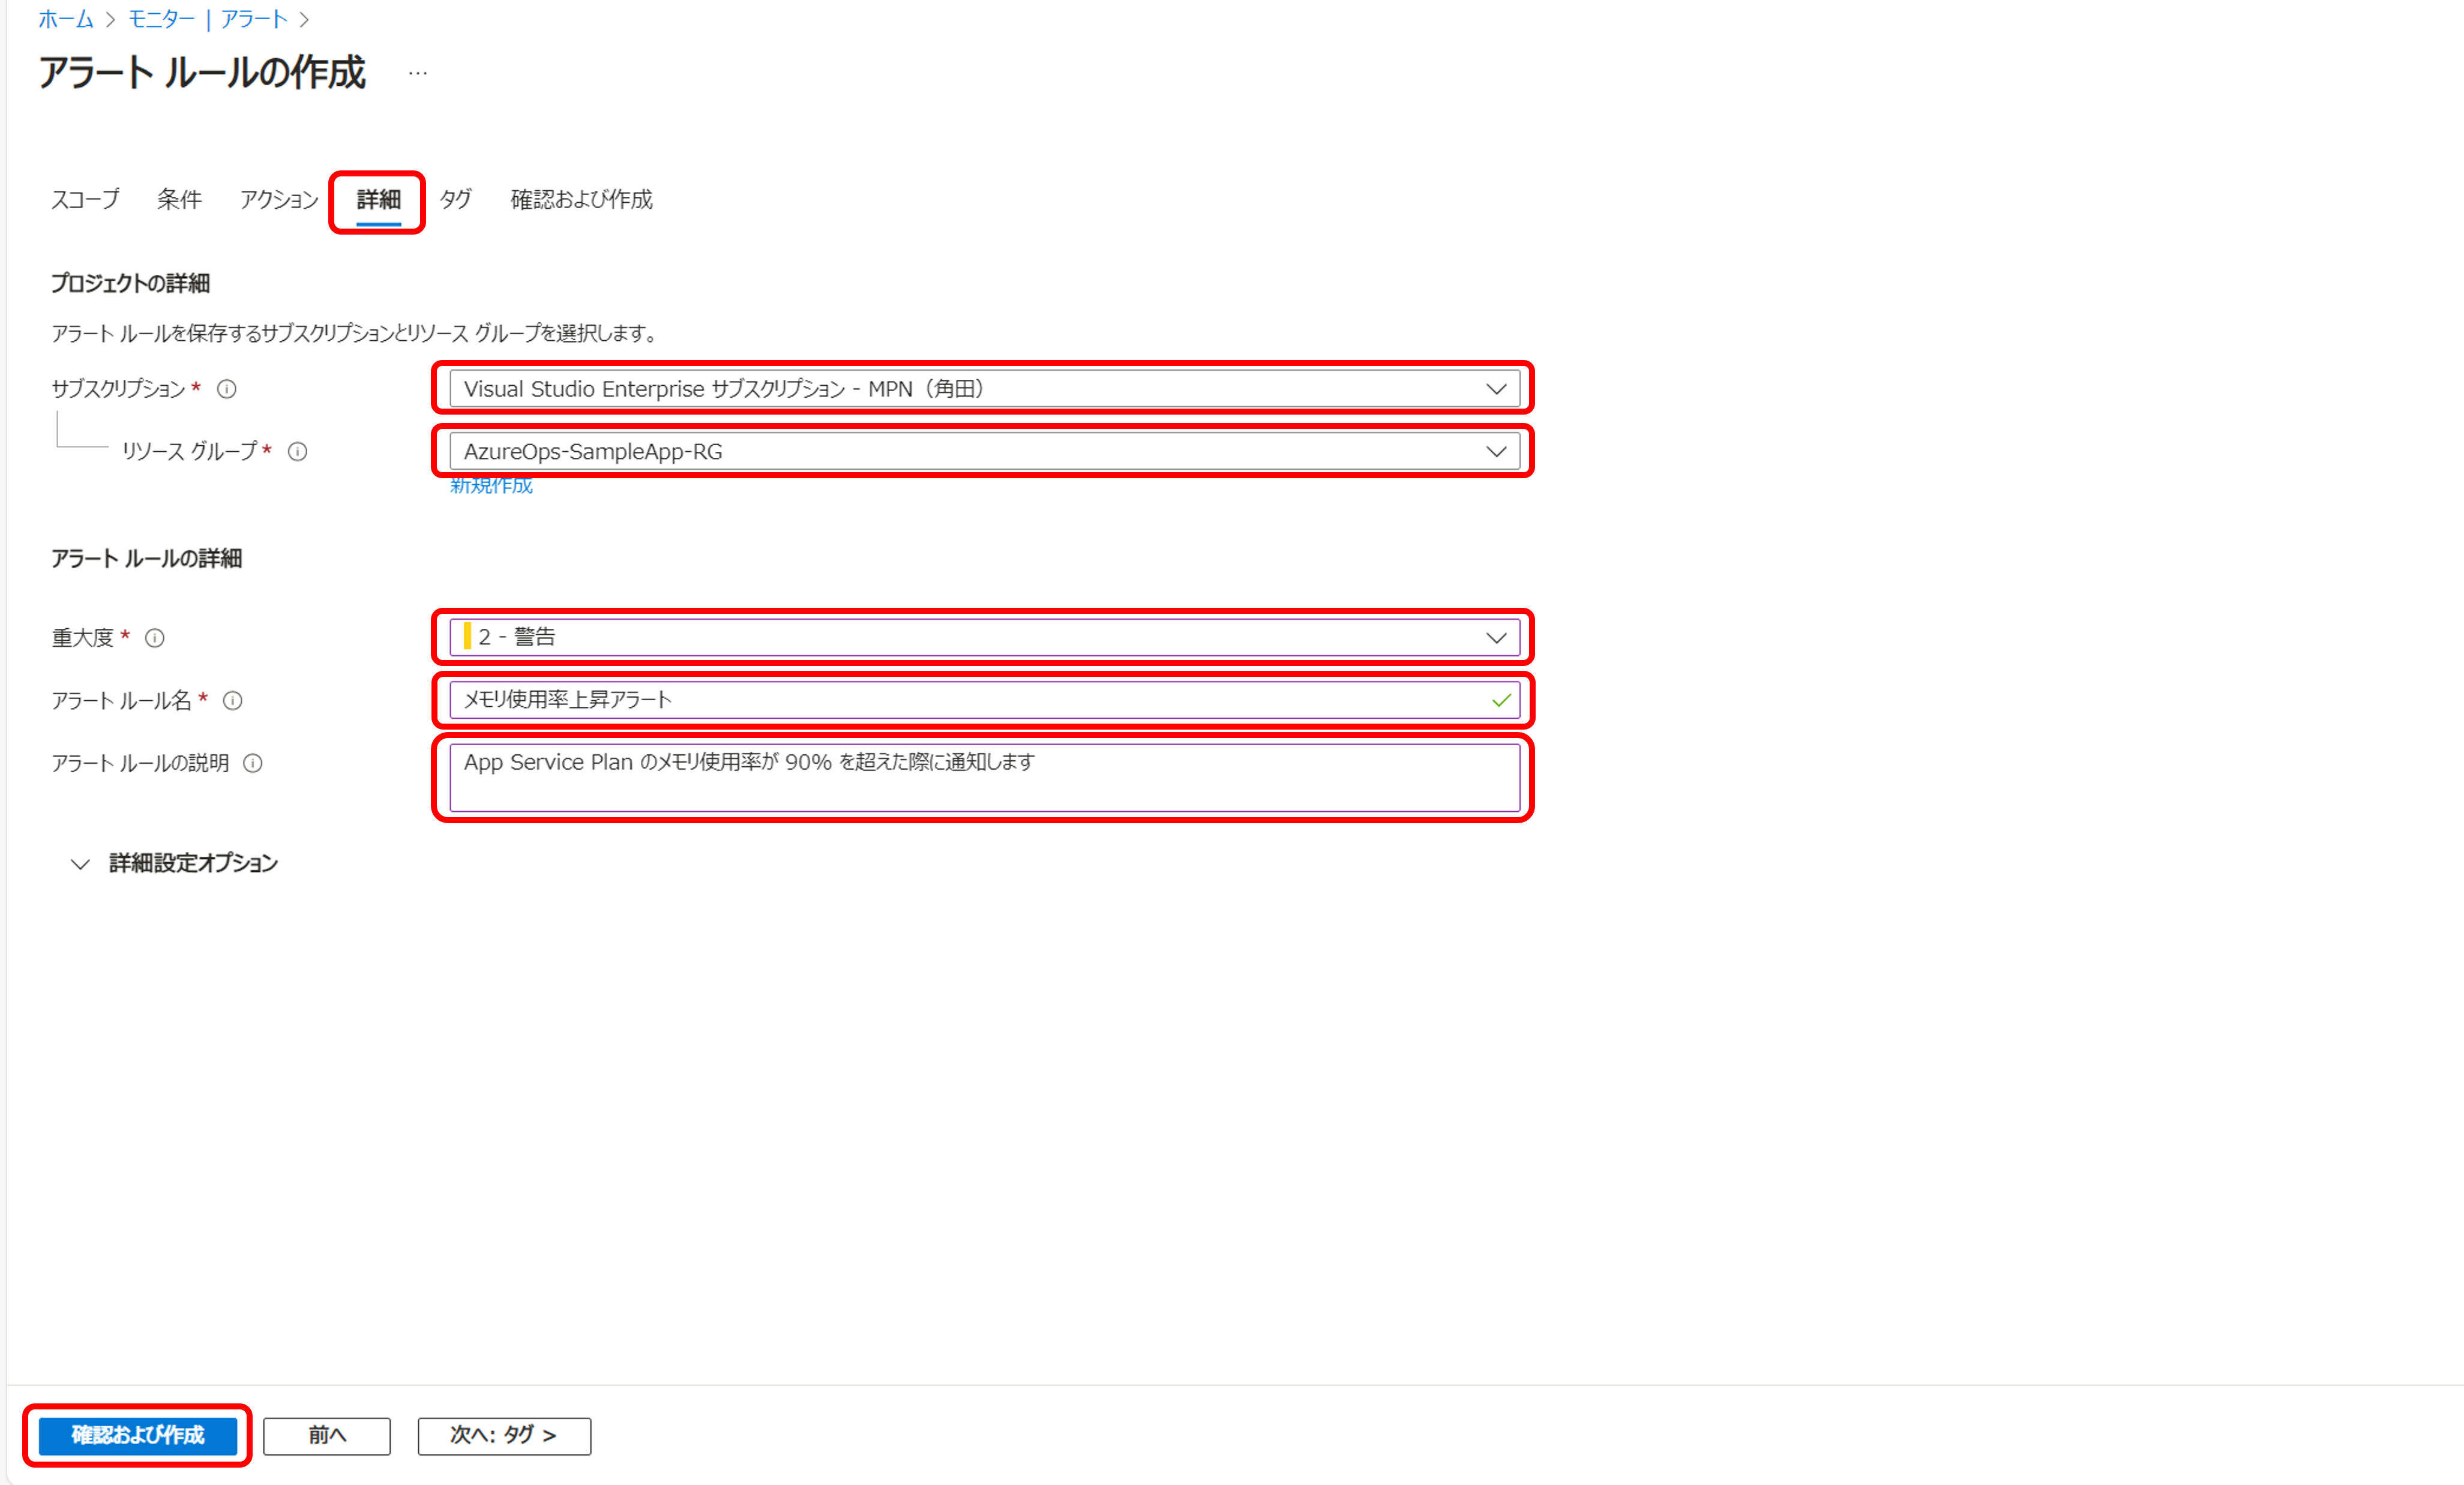 ホーム > モニター | アラート >
アラート ルールの作成 …
スコープ 条件 アクション 詳細 タグ 確認および作成
プロジェクトの詳細
アラート ルールを保存するサブスクリプションとリソース グループを選択します。
サブスクリプション * Visual Studio Enterprise サブスクリプション - MPN（角田）
リソース グループ * AzureOps-SampleApp-RG
新規作成
アラート ルールの詳細
重大度 * 2 - 警告
アラート ルール名 * メモリ使用率上昇アラート
アラート ルールの説明 App Service Plan のメモリ使用率が 90% を超えた際に通知します
詳細設定オプション
確認および作成 前へ 次へ: タグ >